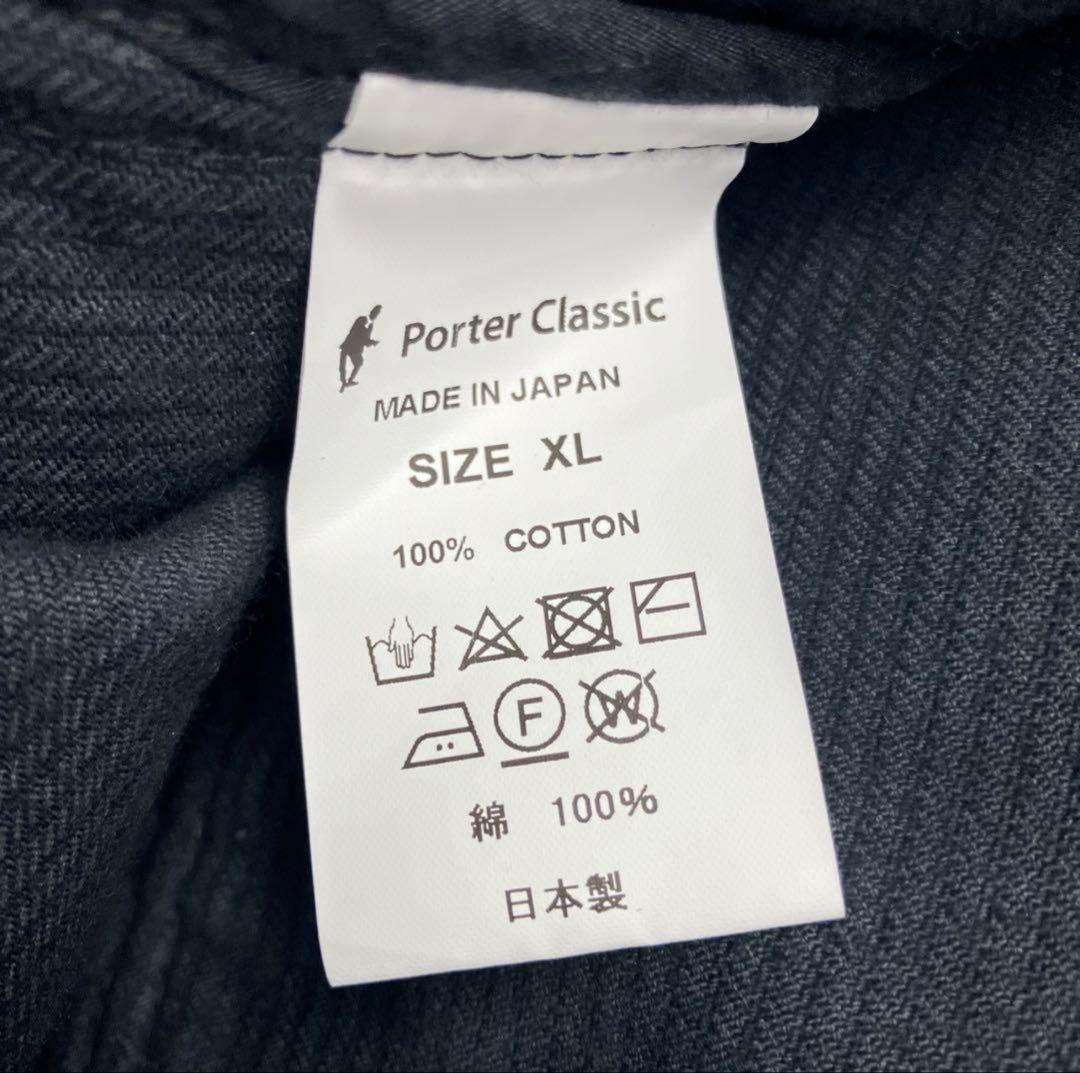 Porter Classic
MADE IN JAPAN
SIZE XL
100% COTTON
F
W
綿 100%
日本製